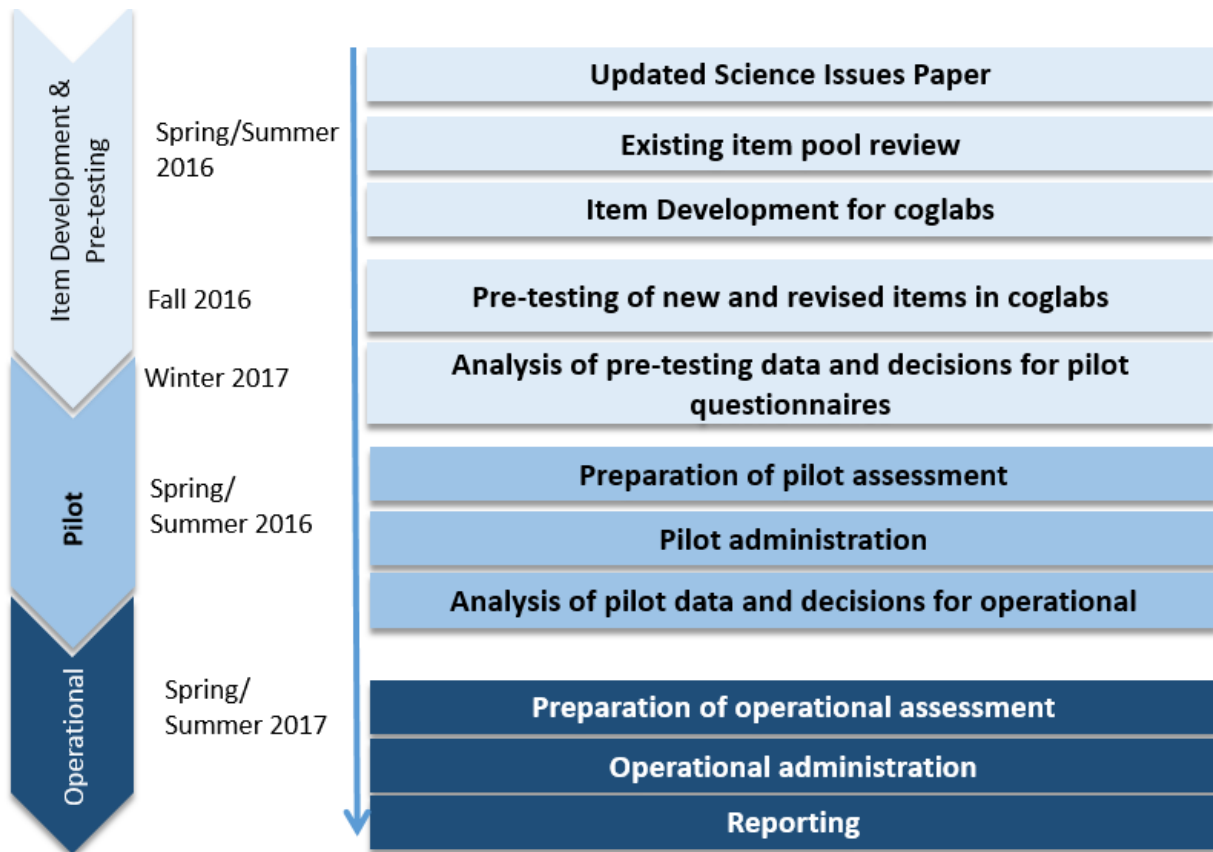 Item Development &
Pre-testing
Spring/Summer
2016
Updated Science Issues Paper
Existing item pool review
Item Development for coglabs
Fall 2016
Pre-testing of new and revised items in coglabs
Winter 2017
Analysis of pre-testing data and decisions for pilot
questionnaires
Pilot
Spring/
Summer 2016
Preparation of pilot assessment
Pilot administration
Analysis of pilot data and decisions for operational
Operational
Spring/
Summer 2017
Preparation of operational assessment
Operational administration
Reporting